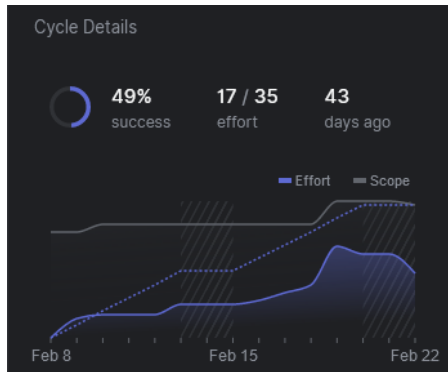 Cycle Details
49% 17 / 35 43
success effort days ago
Effort Scope
Feb 8 Feb 15 Feb 22